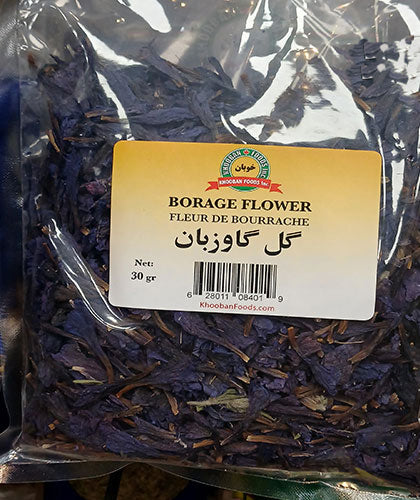 KHOOBAN FOODS Inc.
خوبان
KHOOBAN FOODS Inc.
BORAGE FLOWER
FLEUR DE BOURRACHE
گل گاوزبان
Net:
30 gr
6 28011 08401 9
KhoobanFoods.com